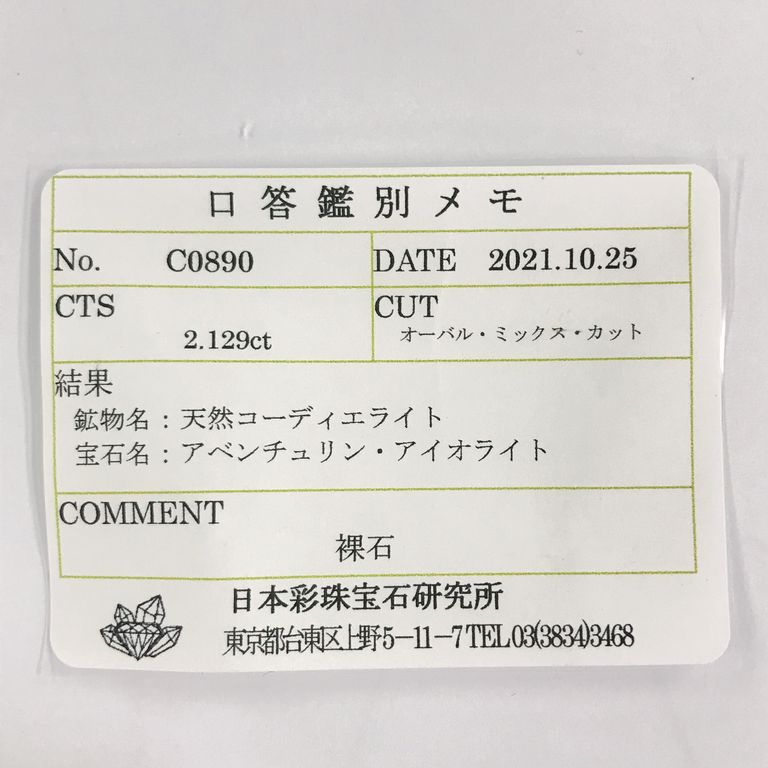 口答鑑別メモ
No. C0890 DATE 2021.10.25
CTS CUT
2.129ct オーバル・ミックス・カット
結果
鉱物名：天然コーディエライト
宝石名：アベンチュリン・アイオライト
COMMENT
裸石
日本彩珠宝石研究所
東京都台東区上野5−11−7 TEL 03(3834)3468